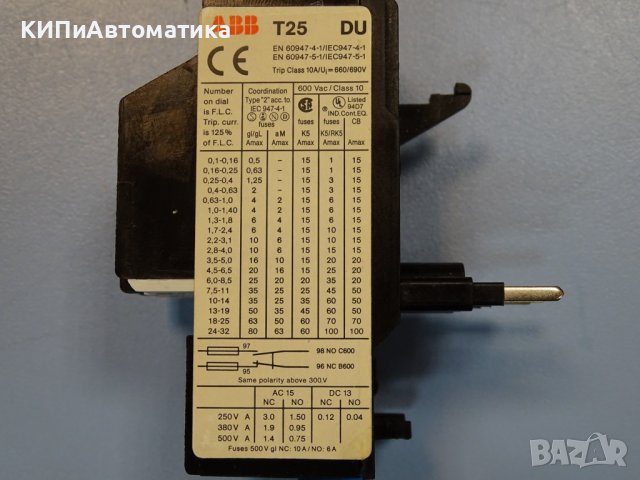 КИПиАвтоматика
ABB T25 DU
CE
EN 60947-4-1/IEC947-4-1
EN 60947-5-1/IEC947-5-1
Trip Class 10A/Ui = 660/690V
Number on dial is F.L.C. Trip. curr. is 125% of F.L.C.
Coordination Type "2" acc. to IEC 947-4-1
fuses
gl/gL aM
Amax Amax
600 Vac / Class 10
fuses K5 Amax
UL Listed 94D7
® IND.Cont.EQ.
fuses CB
K5/RK5
Amax Amax
0,1-0,16 0,5 – 15 1 15
0,16-0,25 0,63 – 15 3 15
0,25-0,4 1,25 – 15 3 15
0,4-0,63 2 – 15 3 15
0,63-1,0 4 2 15 6 15
1,0-1,40 4 2 15 6 15
1,3-1,8 6 4 15 6 15
1,7-2,4 6 4 15 10 15
2,2-3,1 10 6 15 10 15
2,8-4,0 10 6 15 15 15
3,5-5,0 16 10 15 20 20
4,5-6,5 20 16 15 20 20
6,0-8,5 20 20 25 35 35
7,5-11 35 25 25 45 50
10-14 35 25 35 60 50
13-19 50 35 45 60 50
18-25 63 50 60 70 70
24-32 80 63 60 100 100
97
98 NO C600
95
96 NC B600
Same polarity above 300V
AC 15 DC 13
NC NO NC NO
250V A 3.0 1.50 0.12 0.04
380V A 1.9 0.95
500V A 1.4 0.75
Fuses 500V gl NC: 10A/NO: 6A
BAZAR
bg